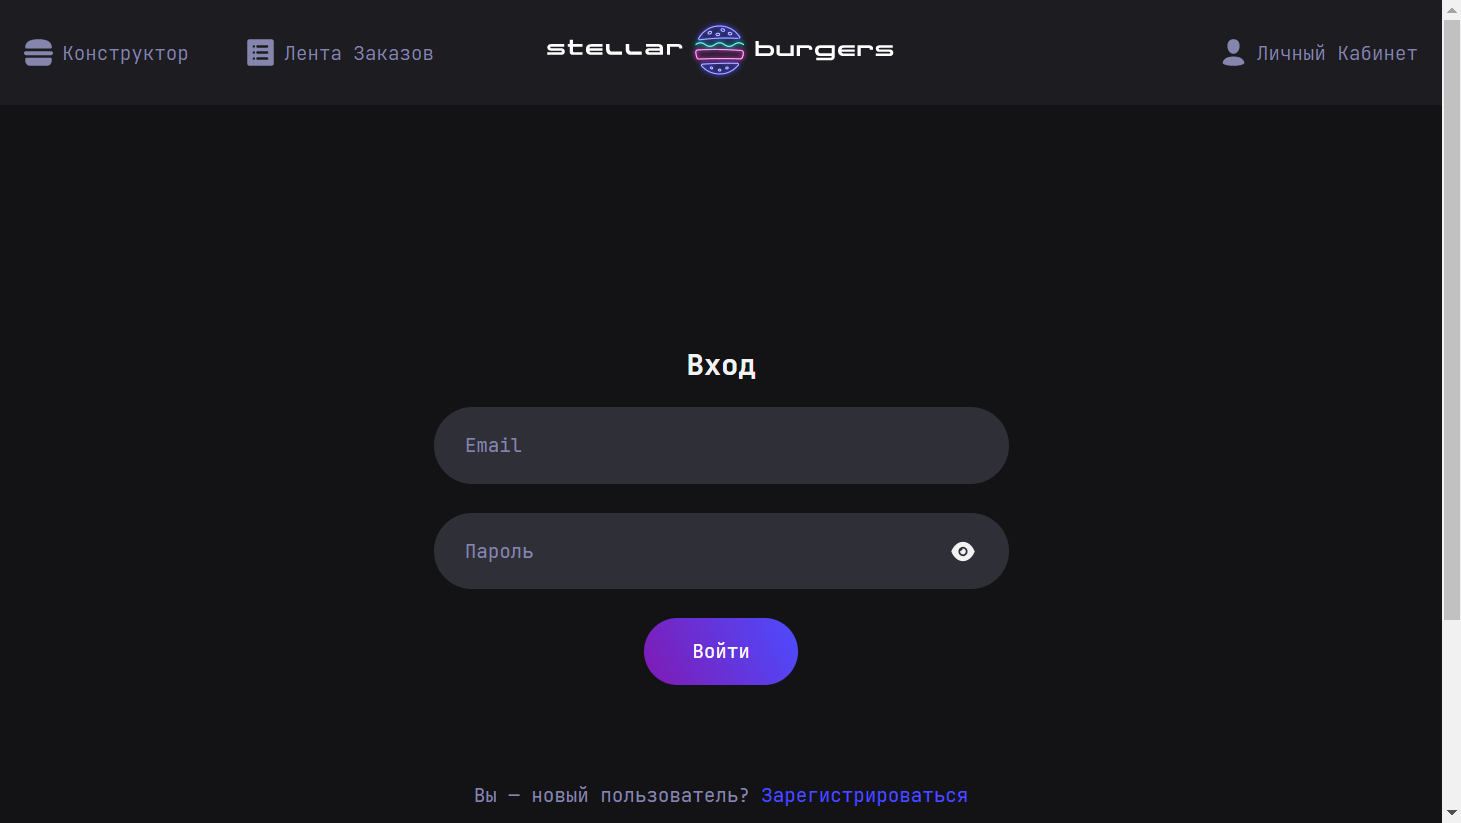 Конструктор
Лента Заказов
stellar burgers
Личный Кабинет
Вход
Email
Пароль
Войти
Вы — новый пользователь? Зарегистрироваться